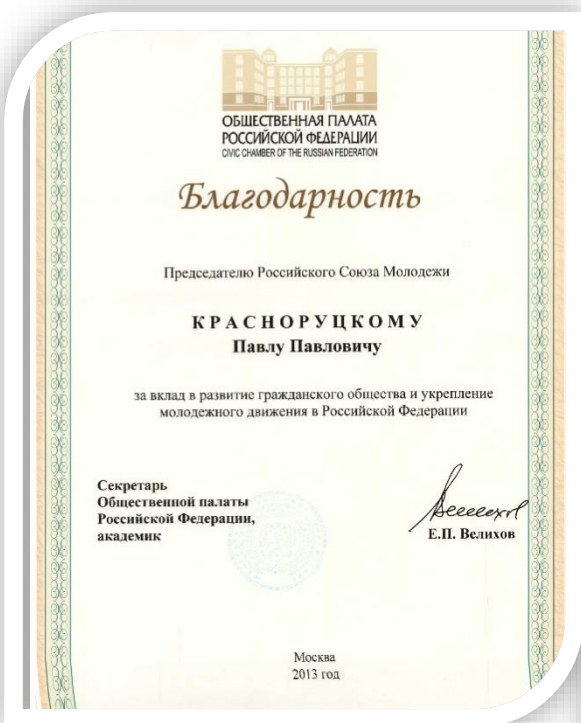 ОБЩЕСТВЕННАЯ ПАЛАТА
РОССИЙСКОЙ ФЕДЕРАЦИИ
CIVIC CHAMBER OF THE RUSSIAN FEDERATION
Благодарность
Председателю Российского Союза Молодежи
КРАСНОРУЦКОМУ
Павлу Павловичу
за вклад в развитие гражданского общества и укрепление
молодежного движения в Российской Федерации
Секретарь
Общественной палаты
Российской Федерации,
академик
Е.П. Велихов
Москва
2013 год